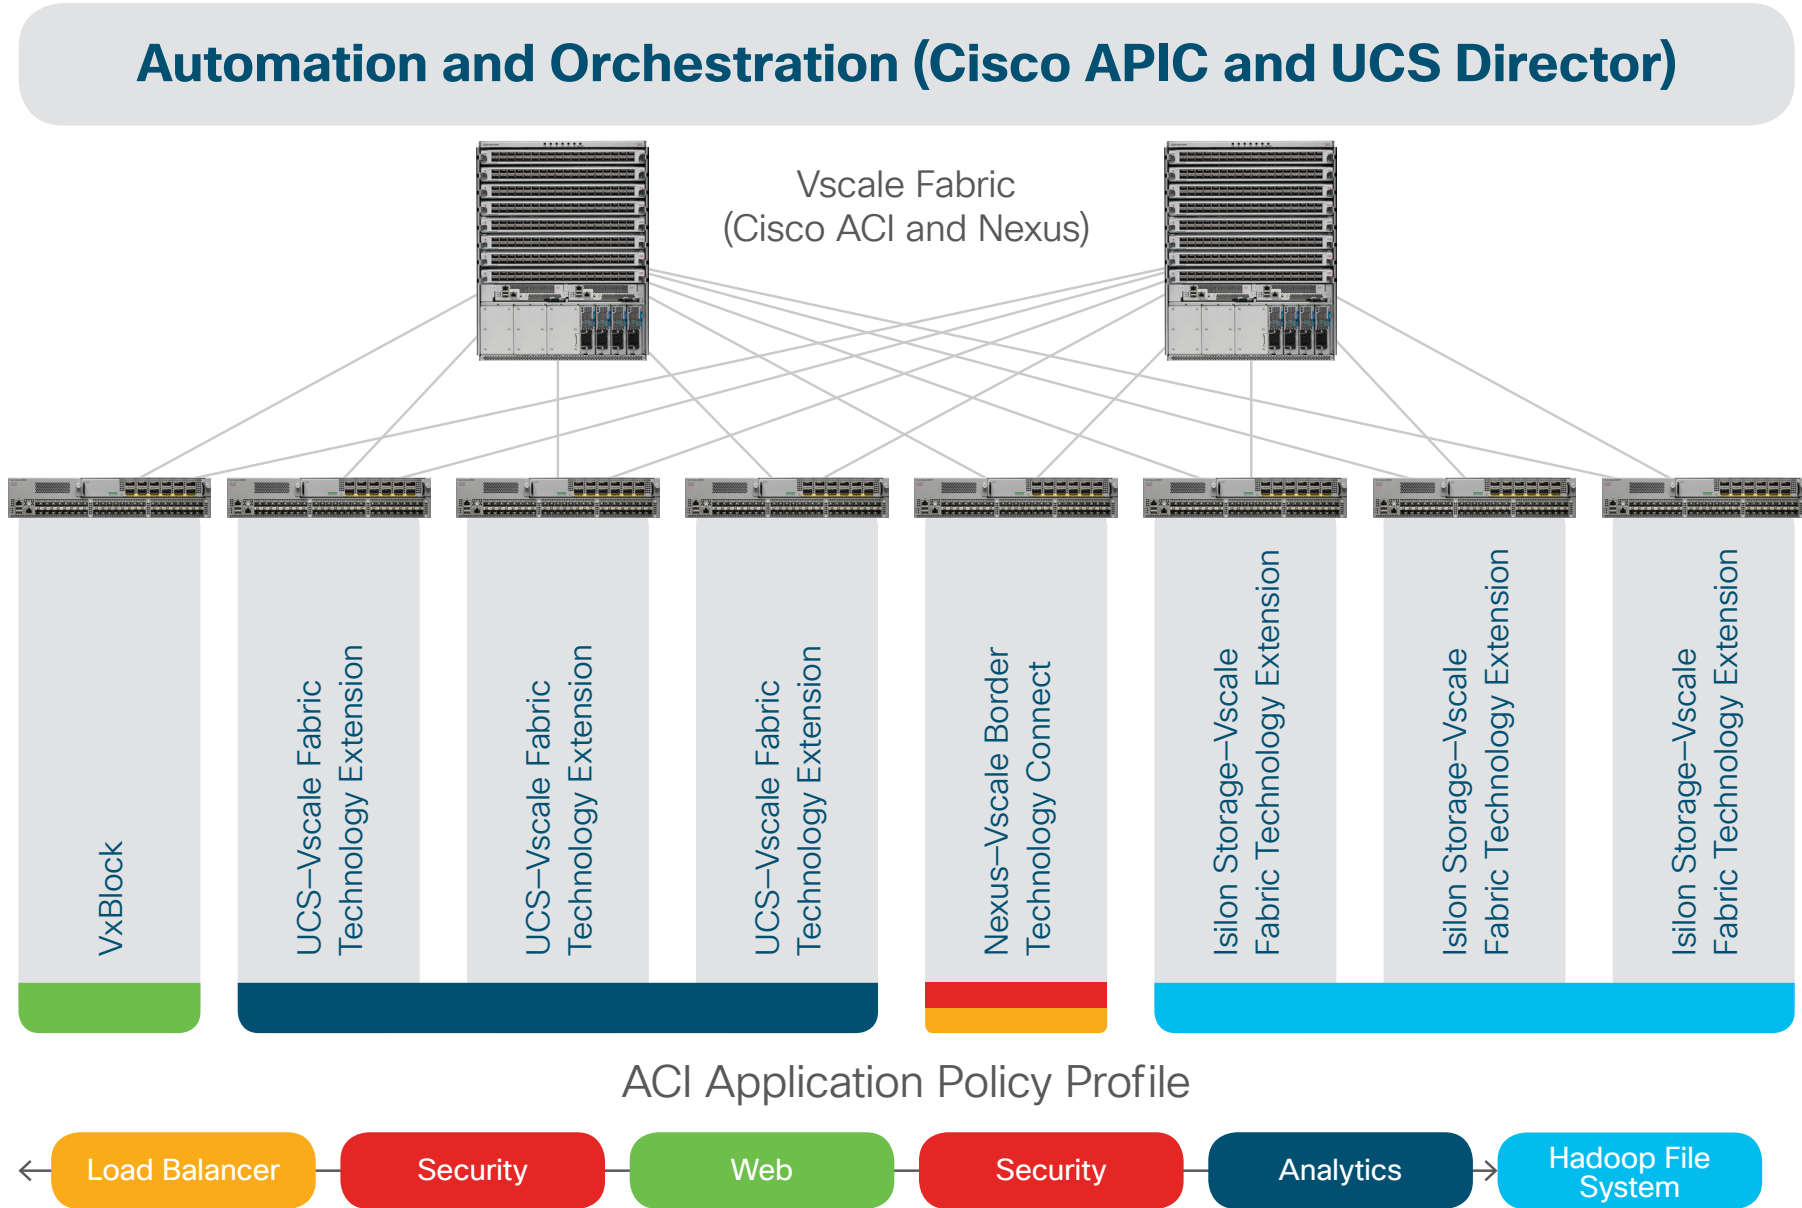 Automation and Orchestration (Cisco APIC and UCS Director)
Vscale Fabric
(Cisco ACI and Nexus)
VxBlock
UCS–Vscale Fabric
Technology Extension
UCS–Vscale Fabric
Technology Extension
UCS–Vscale Fabric
Technology Extension
Nexus–Vscale Border
Technology Connect
Isilon Storage–Vscale
Fabric Technology Extension
Isilon Storage–Vscale
Fabric Technology Extension
Isilon Storage–Vscale
Fabric Technology Extension
ACI Application Policy Profile
Load Balancer
Security
Web
Security
Analytics
Hadoop File
System